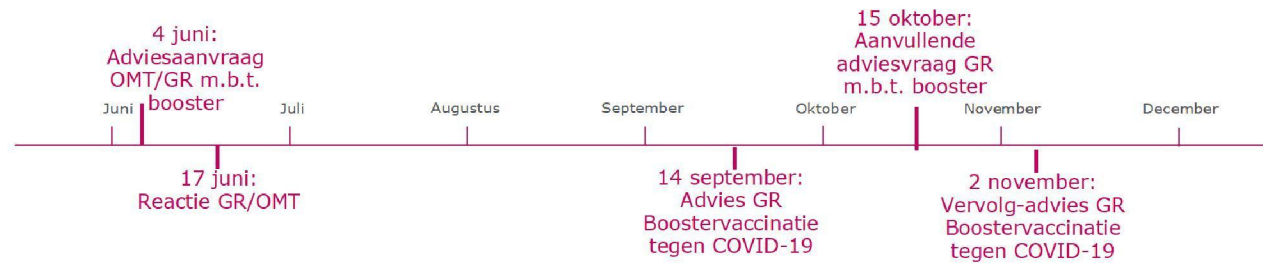 4 juni:
Adviesaanvraag
OMT/GR m.b.t.
booster
15 oktober:
Aanvullende
adviesvraag GR
m.b.t. booster
Juni
Juli
Augustus
September
Oktober
November
December
17 juni:
Reactie GR/OMT
14 september:
Advies GR
Boostervaccinatie
tegen COVID-19
2 november:
Vervolg-advies GR
Boostervaccinatie
tegen COVID-19